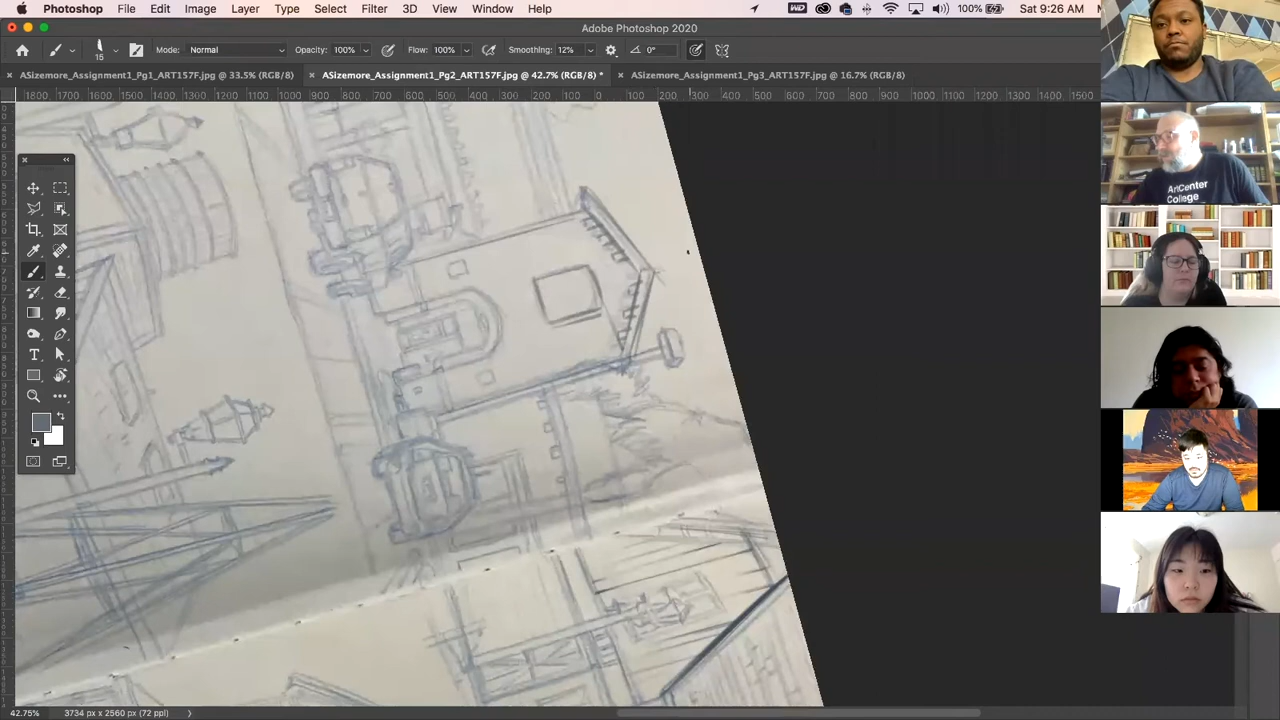 Photoshop File Edit Image Layer Type Select Filter 3D View Window Help WD 100% Sat 9:26 AM
Adobe Photoshop 2020
15 Mode: Normal Opacity: 100% Flow: 100% Smoothing: 12% 0°
ASizemore_Assignment1_Pg1_ART157F.jpg @ 33.5% (RGB/8) ASizemore_Assignment1_Pg2_ART157F.jpg @ 42.7% (RGB/8) * ASizemore_Assignment1_Pg3_ART157F.jpg @ 16.7% (RGB/8)
1800 1700 1600 1500 1400 1300 1200 1100 1000 900 800 700 600 500 400 300 200 100 0 100 200 300 400 500 600 700 800 900 1000 1100 1200 1300 1400 1500
ArtCenter
College
42.75% 3734 px x 2560 px (72 ppi)